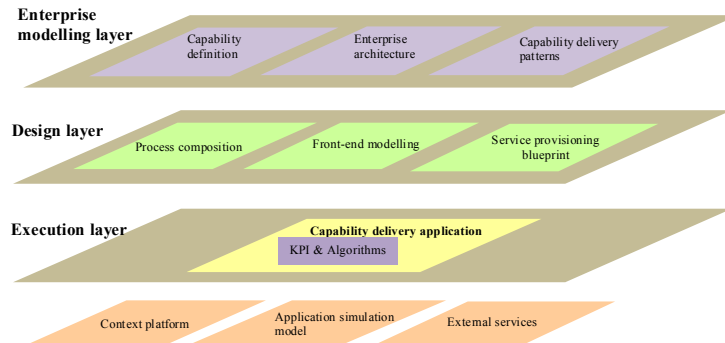 Enterprise
modelling layer
Capability
definition
Enterprise
architecture
Capability delivery
patterns
Design layer
Process composition
Front-end modelling
Service provisioning
blueprint
Execution layer
Capability delivery application
KPI & Algorithms
Context platform
Application simulation
model
External services